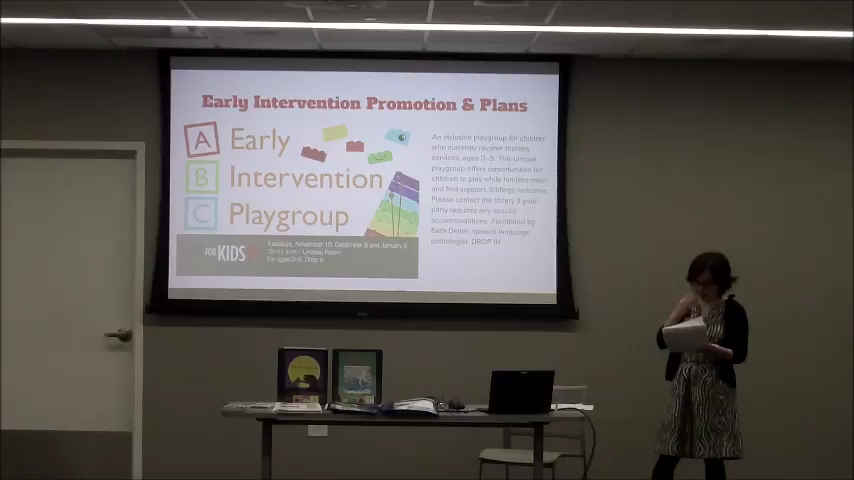 Early Intervention Promotion & Plans
A Early
B Intervention
C Playgroup
FOR KIDS
Tuesdays, November 10, December 8 and January 5
10–11 a.m. / Lindsay Room
For ages 0–5. Drop in
An inclusive playgroup for children
who currently receive therapy
services, ages 0–5. This unique
playgroup offers opportunities for
children to play while families meet
and find support. Siblings welcome.
Please contact the library if your
party requires any special
accommodations. Facilitated by
Beth Deiter, speech-language
pathologist. DROP IN